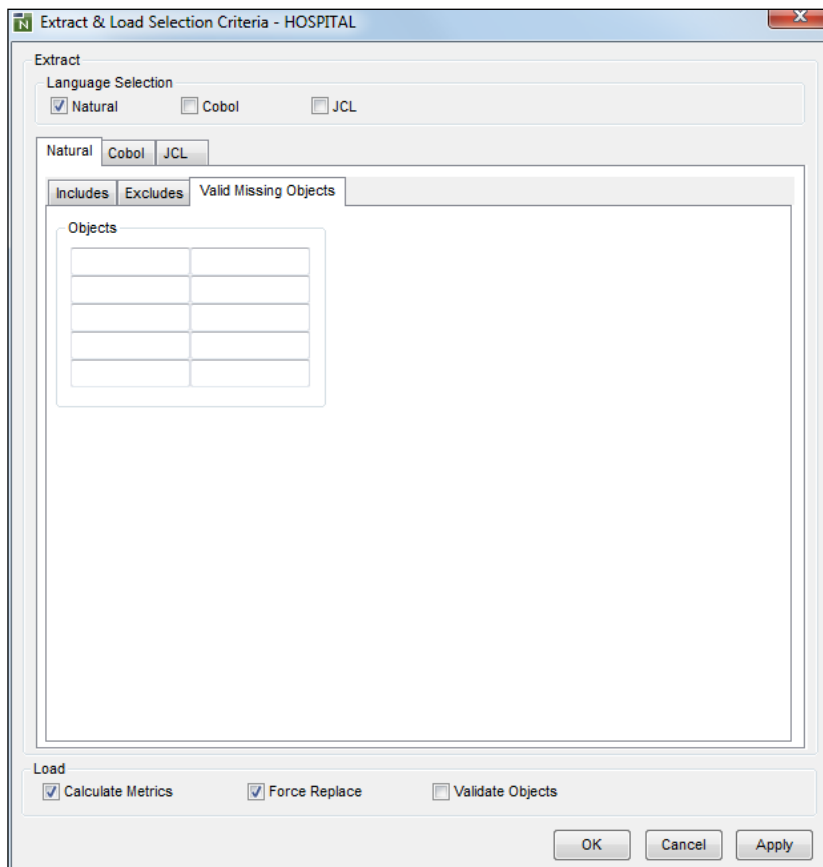 N Extract & Load Selection Criteria - HOSPITAL
Extract
Language Selection
Natural Cobol JCL
Natural Cobol JCL
Includes Excludes Valid Missing Objects
Objects
Load
Calculate Metrics Force Replace Validate Objects
OK Cancel Apply